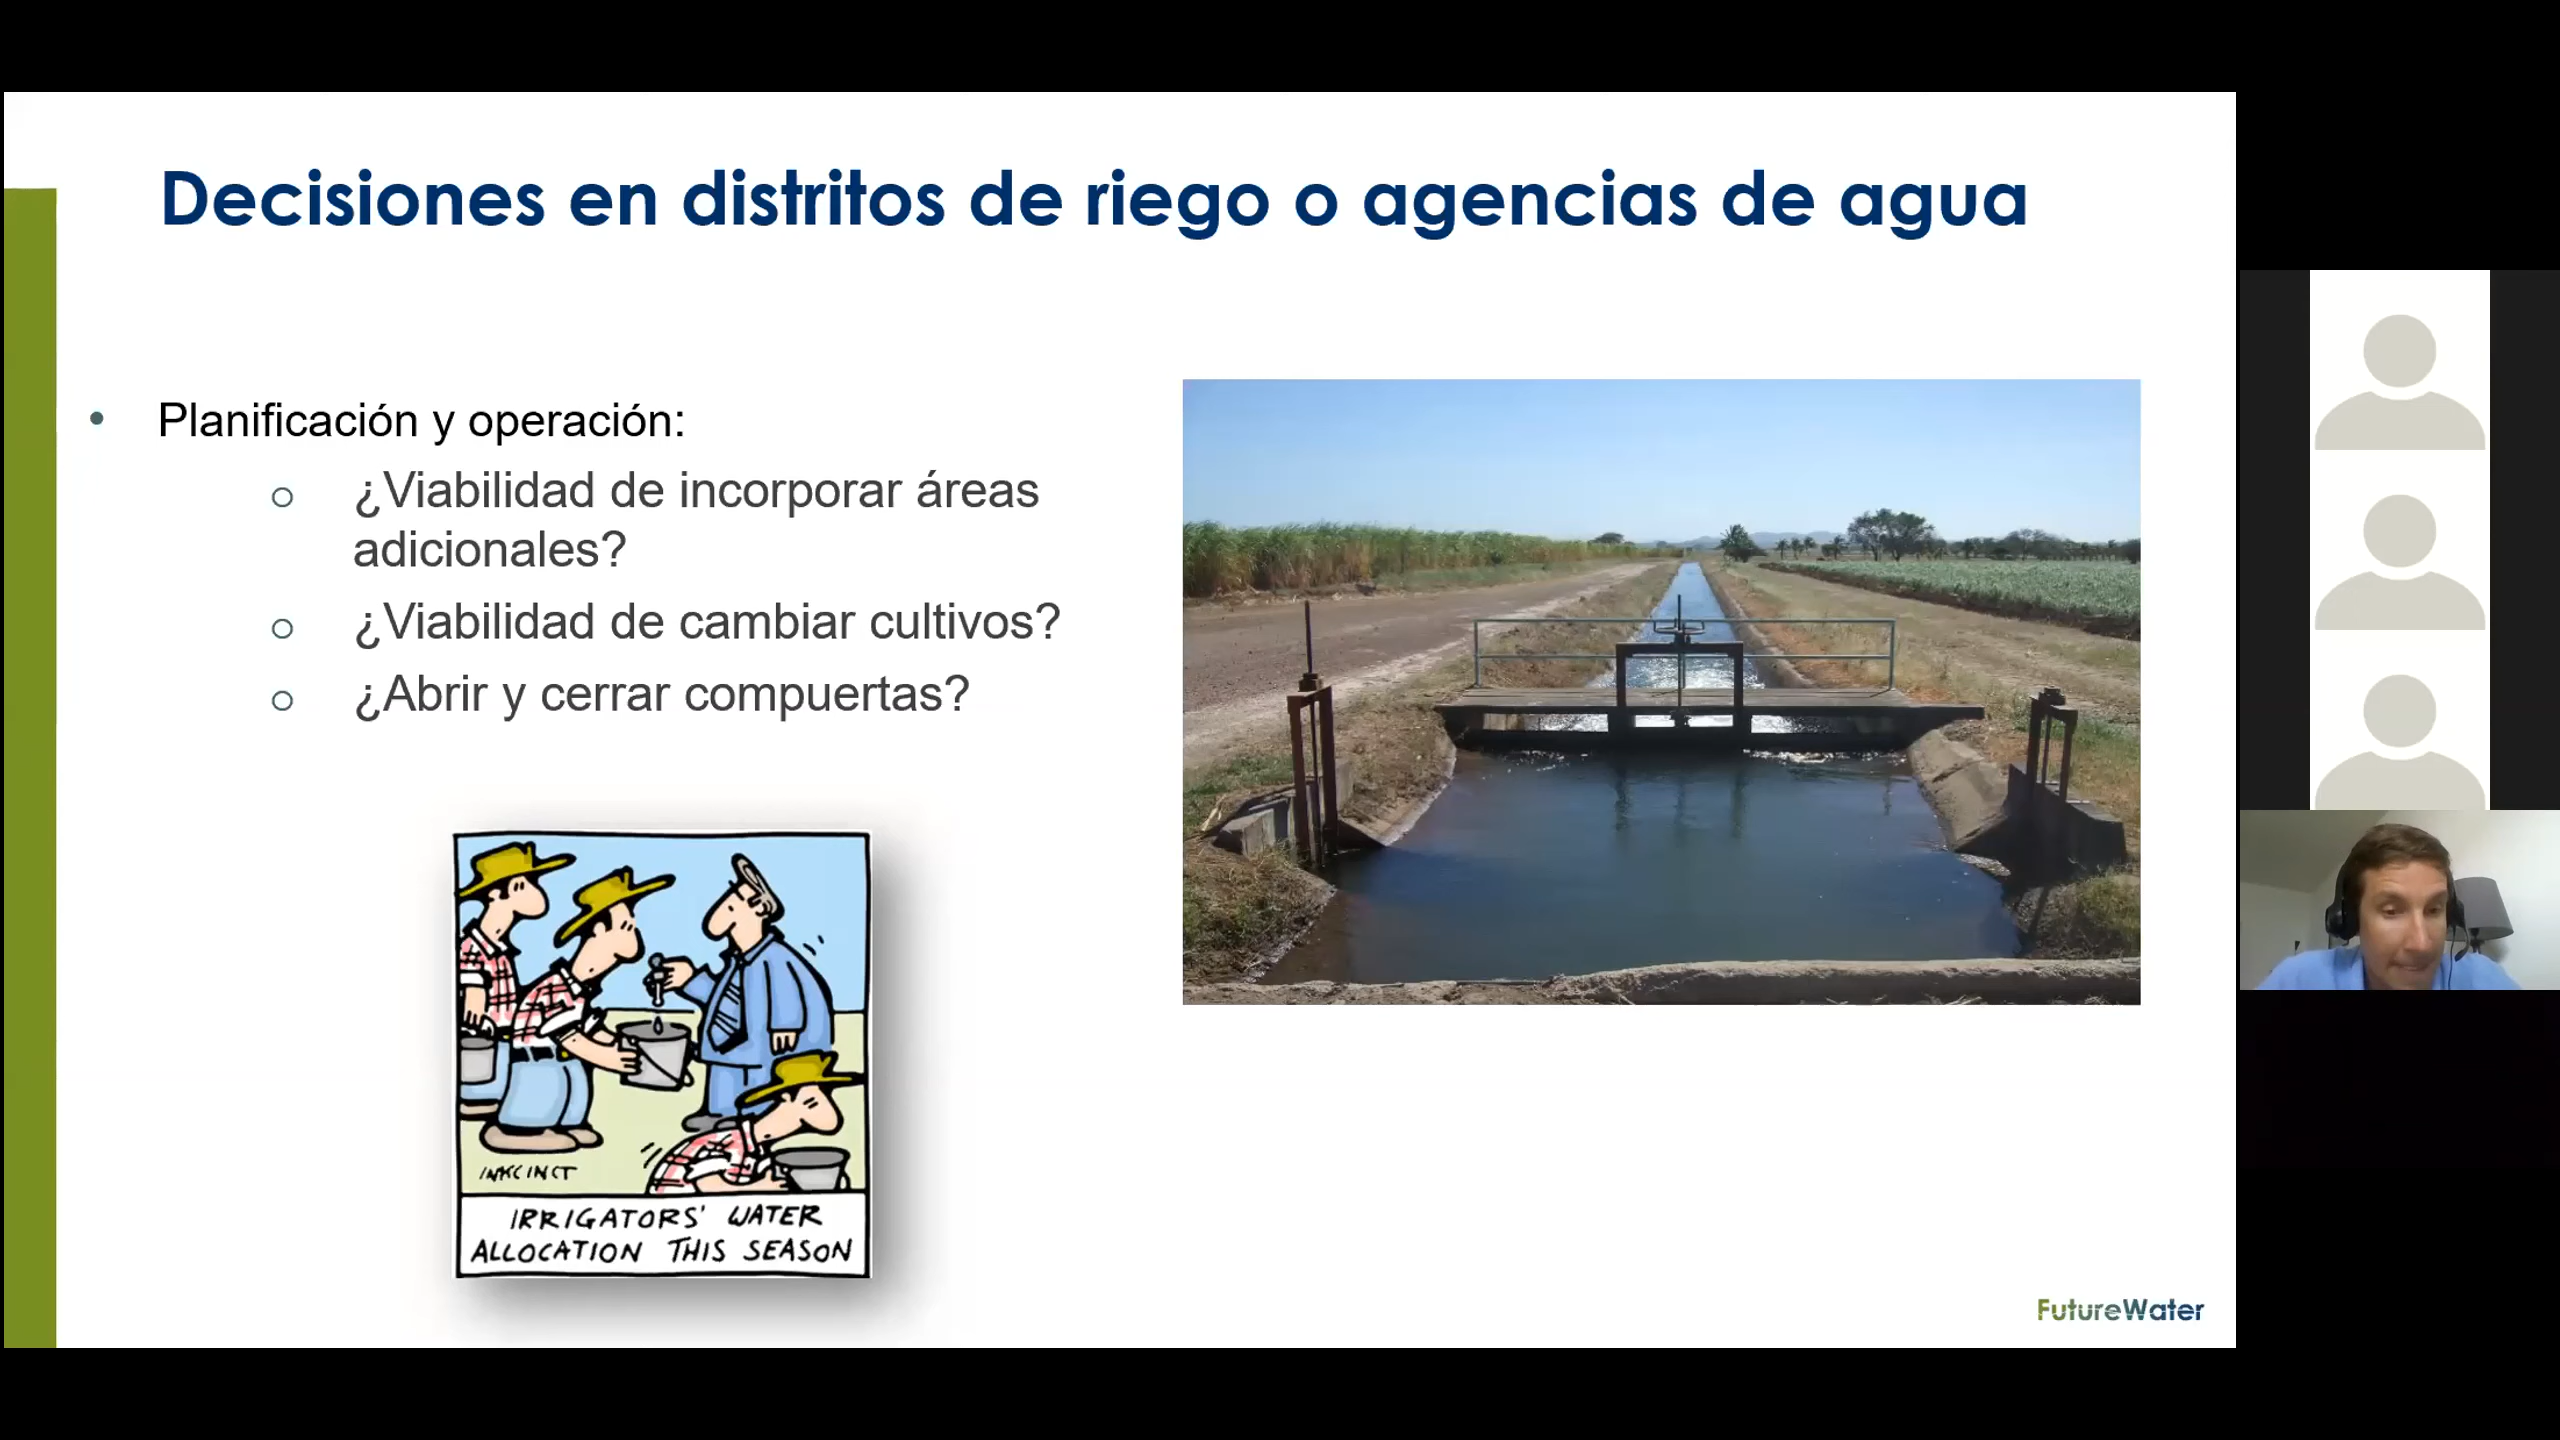 Decisiones en distritos de riego o agencias de agua
• Planificación y operación:
o ¿Viabilidad de incorporar áreas
adicionales?
o ¿Viabilidad de cambiar cultivos?
o ¿Abrir y cerrar compuertas?
INKCINCT
IRRIGATORS' WATER
ALLOCATION THIS SEASON
FutureWater